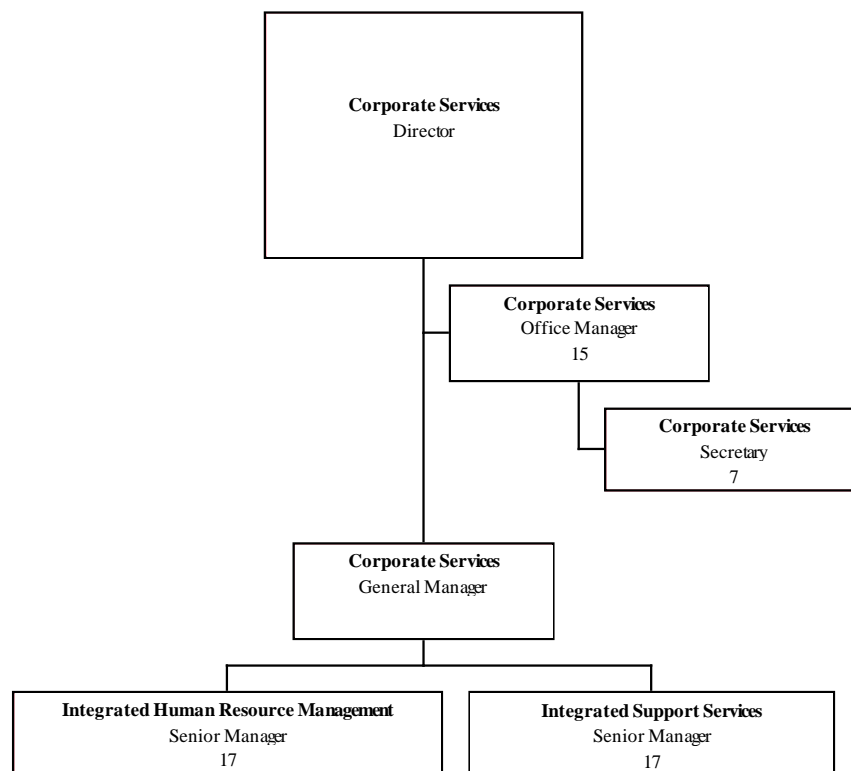 Corporate Services
Director
Corporate Services
Office Manager
15
Corporate Services
Secretary
7
Corporate Services
General Manager
Integrated Human Resource Management
Senior Manager
17
Integrated Support Services
Senior Manager
17